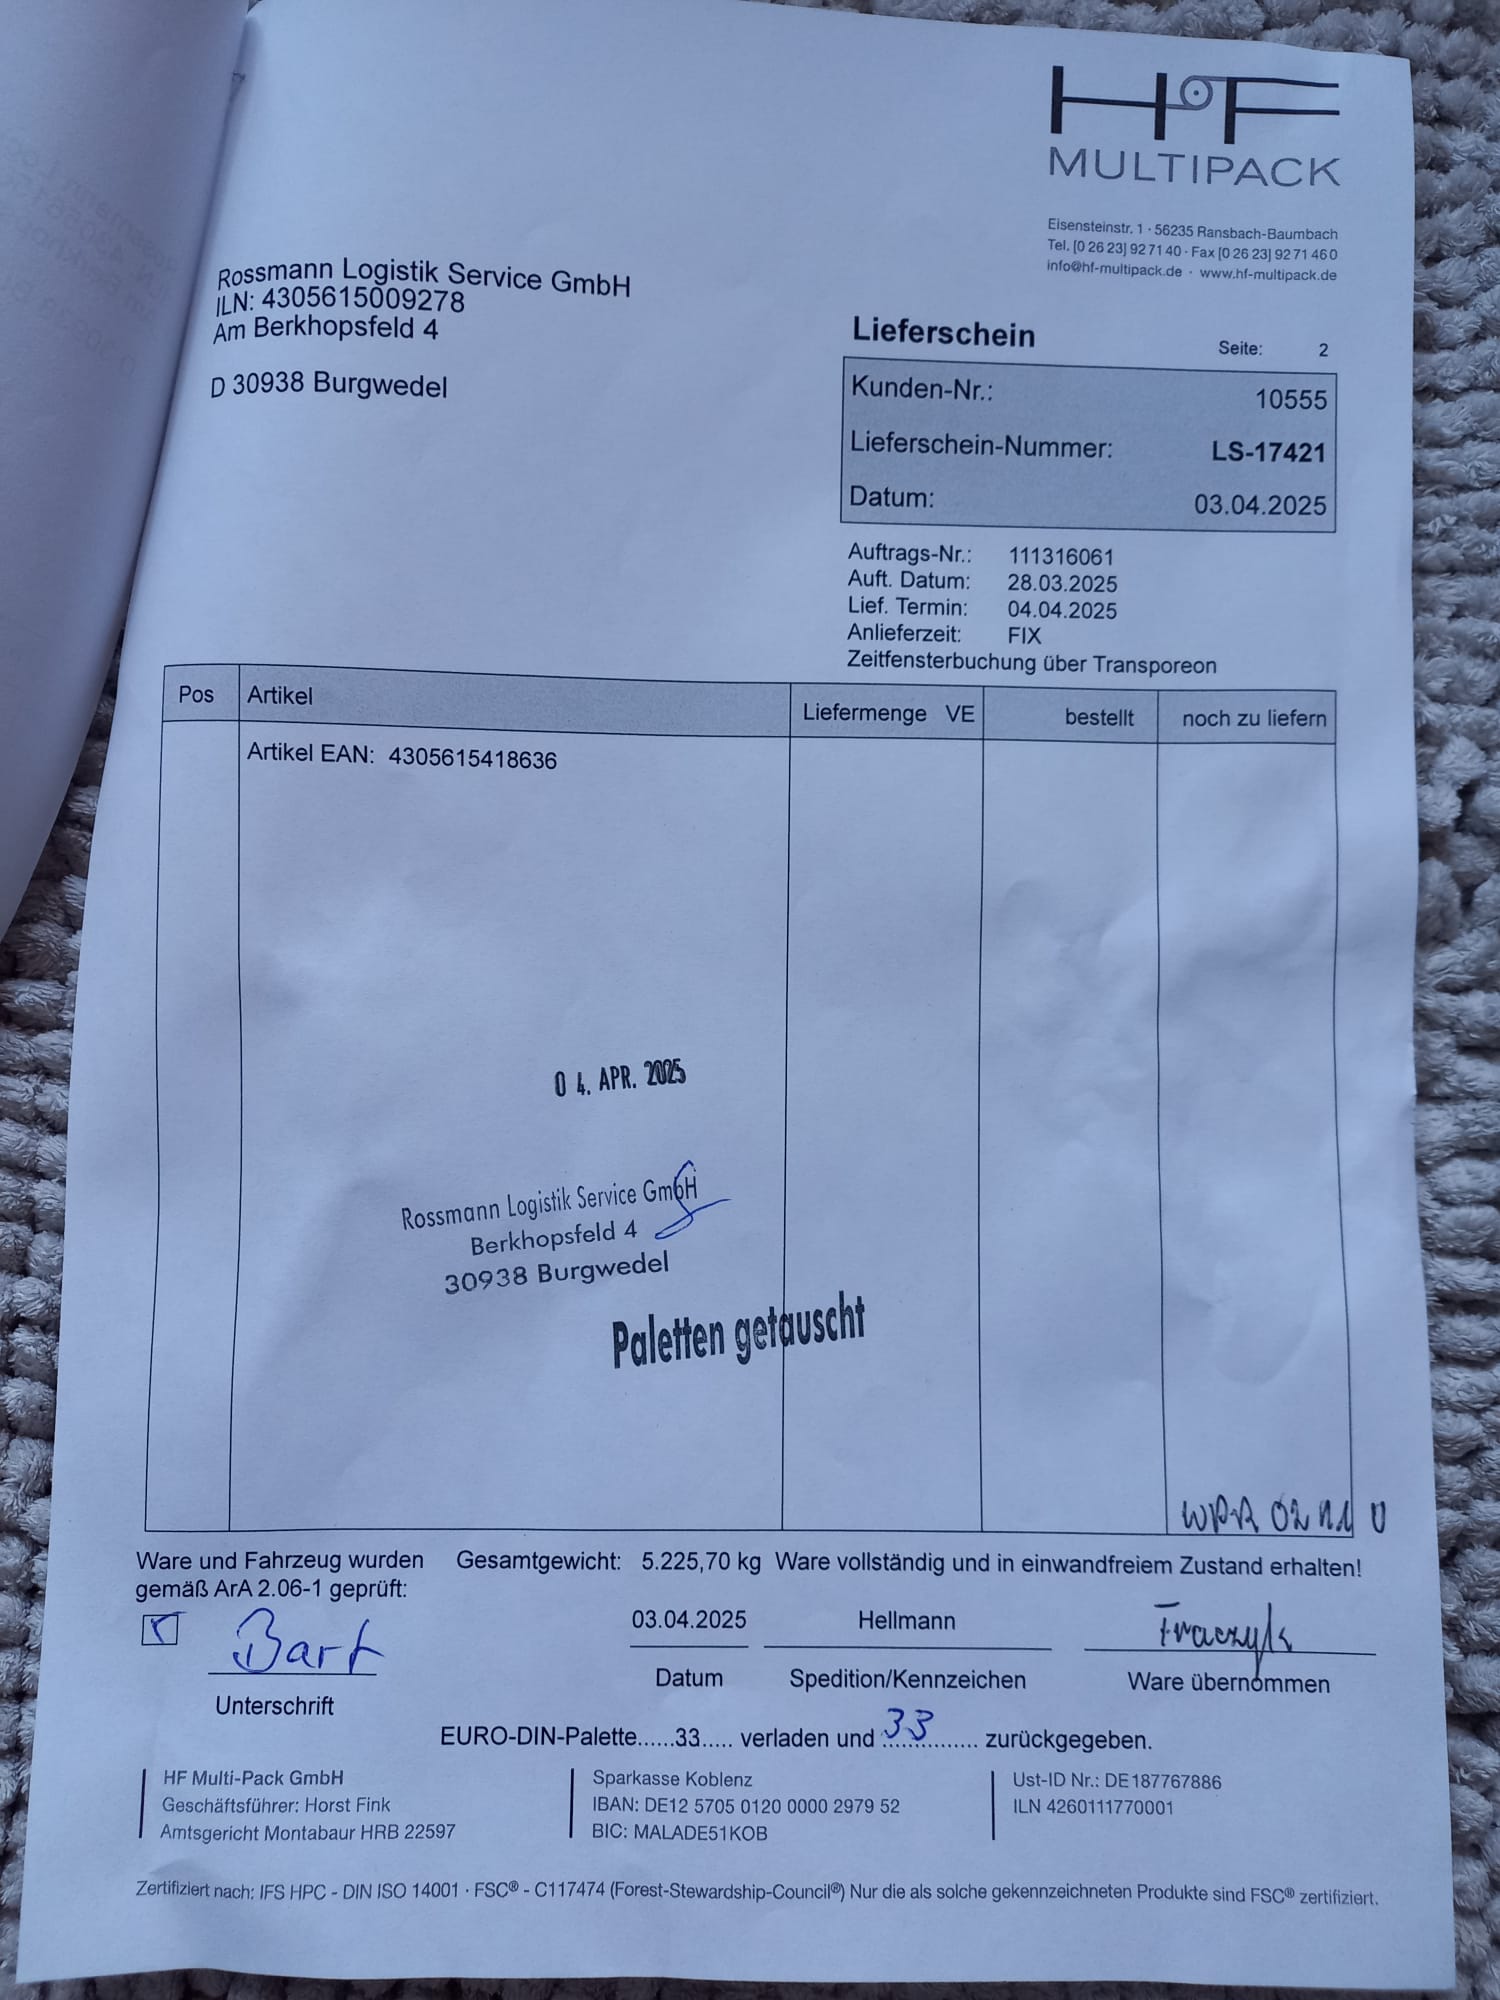 HF
MULTIPACK
Eisensteinstr. 1 · 56235 Ransbach-Baumbach
Tel. [0 26 23] 92 71 40 · Fax [0 26 23] 92 71 46 0
info@hf-multipack.de · www.hf-multipack.de
Rossmann Logistik Service GmbH
ILN: 4305615009278
Am Berkhopsfeld 4
D 30938 Burgwedel
Lieferschein Seite: 2
Kunden-Nr.: 10555
Lieferschein-Nummer: LS-17421
Datum: 03.04.2025
Auftrags-Nr.: 111316061
Auft. Datum: 28.03.2025
Lief. Termin: 04.04.2025
Anlieferzeit: FIX
Zeitfensterbuchung über Transporeon
Pos Artikel Liefermenge VE bestellt noch zu liefern
Artikel EAN: 4305615418636
04. APR. 2025
Rossmann Logistik Service GmbH
Berkhopsfeld 4
30938 Burgwedel
Paletten getauscht
Ware und Fahrzeug wurden Gesamtgewicht: 5.225,70 kg Ware vollständig und in einwandfreiem Zustand erhalten!
gemäß ArA 2.06-1 geprüft:
Bart 03.04.2025 Hellmann Fraczyk
Unterschrift Datum Spedition/Kennzeichen Ware übernommen
EURO-DIN-Palette......33..... verladen und 33 zurückgegeben.
HF Multi-Pack GmbH
Geschäftsführer: Horst Fink
Amtsgericht Montabaur HRB 22597
Sparkasse Koblenz
IBAN: DE12 5705 0120 0000 2979 52
BIC: MALADE51KOB
Ust-ID Nr.: DE187767886
ILN 4260111770001
Zertifiziert nach: IFS HPC - DIN ISO 14001 · FSC® - C117474 (Forest-Stewardship-Council®) Nur die als solche gekennzeichneten Produkte sind FSC® zertifiziert.